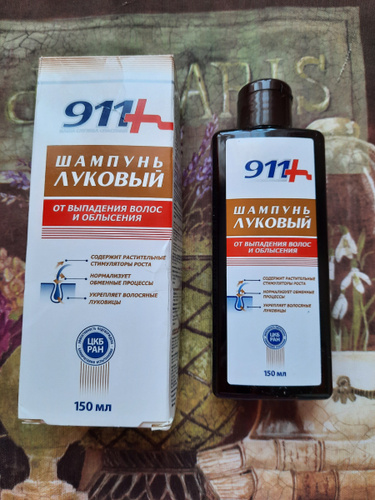 PARIS
911+
ШАМПУНЬ
ЛУКОВЫЙ
ОТ ВЫПАДЕНИЯ ВОЛОС
И ОБЛЫСЕНИЯ
СОДЕРЖИТ РАСТИТЕЛЬНЫЕ
СТИМУЛЯТОРЫ РОСТА
НОРМАЛИЗУЕТ
ОБМЕННЫЕ ПРОЦЕССЫ
УКРЕПЛЯЕТ ВОЛОСЯНЫЕ
ЛУКОВИЦЫ
ЦКБ
РАН
150 мл
911+
ШАМПУНЬ
ЛУКОВЫЙ
ОТ ВЫПАДЕНИЯ ВОЛОС
И ОБЛЫСЕНИЯ
СОДЕРЖИТ РАСТИТЕЛЬНЫЕ
СТИМУЛЯТОРЫ РОСТА
НОРМАЛИЗУЕТ ОБМЕННЫЕ
ПРОЦЕССЫ
УКРЕПЛЯЕТ ВОЛОСЯНЫЕ
ЛУКОВИЦЫ
ЦКБ
РАН
150 мл